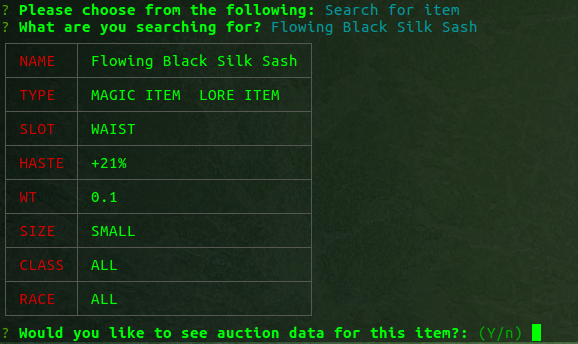 ? Please choose from the following: Search for item
? What are you searching for? Flowing Black Silk Sash
NAME Flowing Black Silk Sash
TYPE MAGIC ITEM  LORE ITEM
SLOT WAIST
HASTE +21%
WT 0.1
SIZE SMALL
CLASS ALL
RACE ALL
? Would you like to see auction data for this item?: (Y/n)